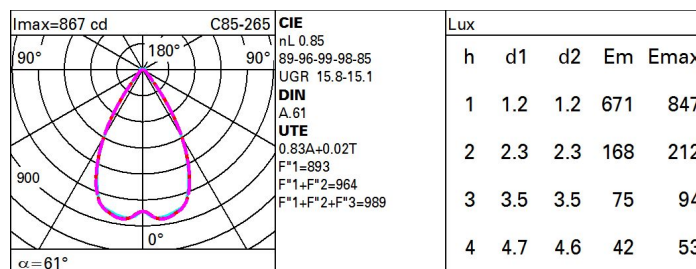 Imax=867 cd C85-265
90° 180° 90°
900
0°
α=61°
CIE
nL 0.85
89-96-99-98-85
UGR 15.8-15.1
DIN
A.61
UTE
0.83A+0.02T
F"1=893
F"1+F"2=964
F"1+F"2+F"3=989
Lux
h d1 d2 Em Emax
1 1.2 1.2 671 847
2 2.3 2.3 168 212
3 3.5 3.5 75 94
4 4.7 4.6 42 53